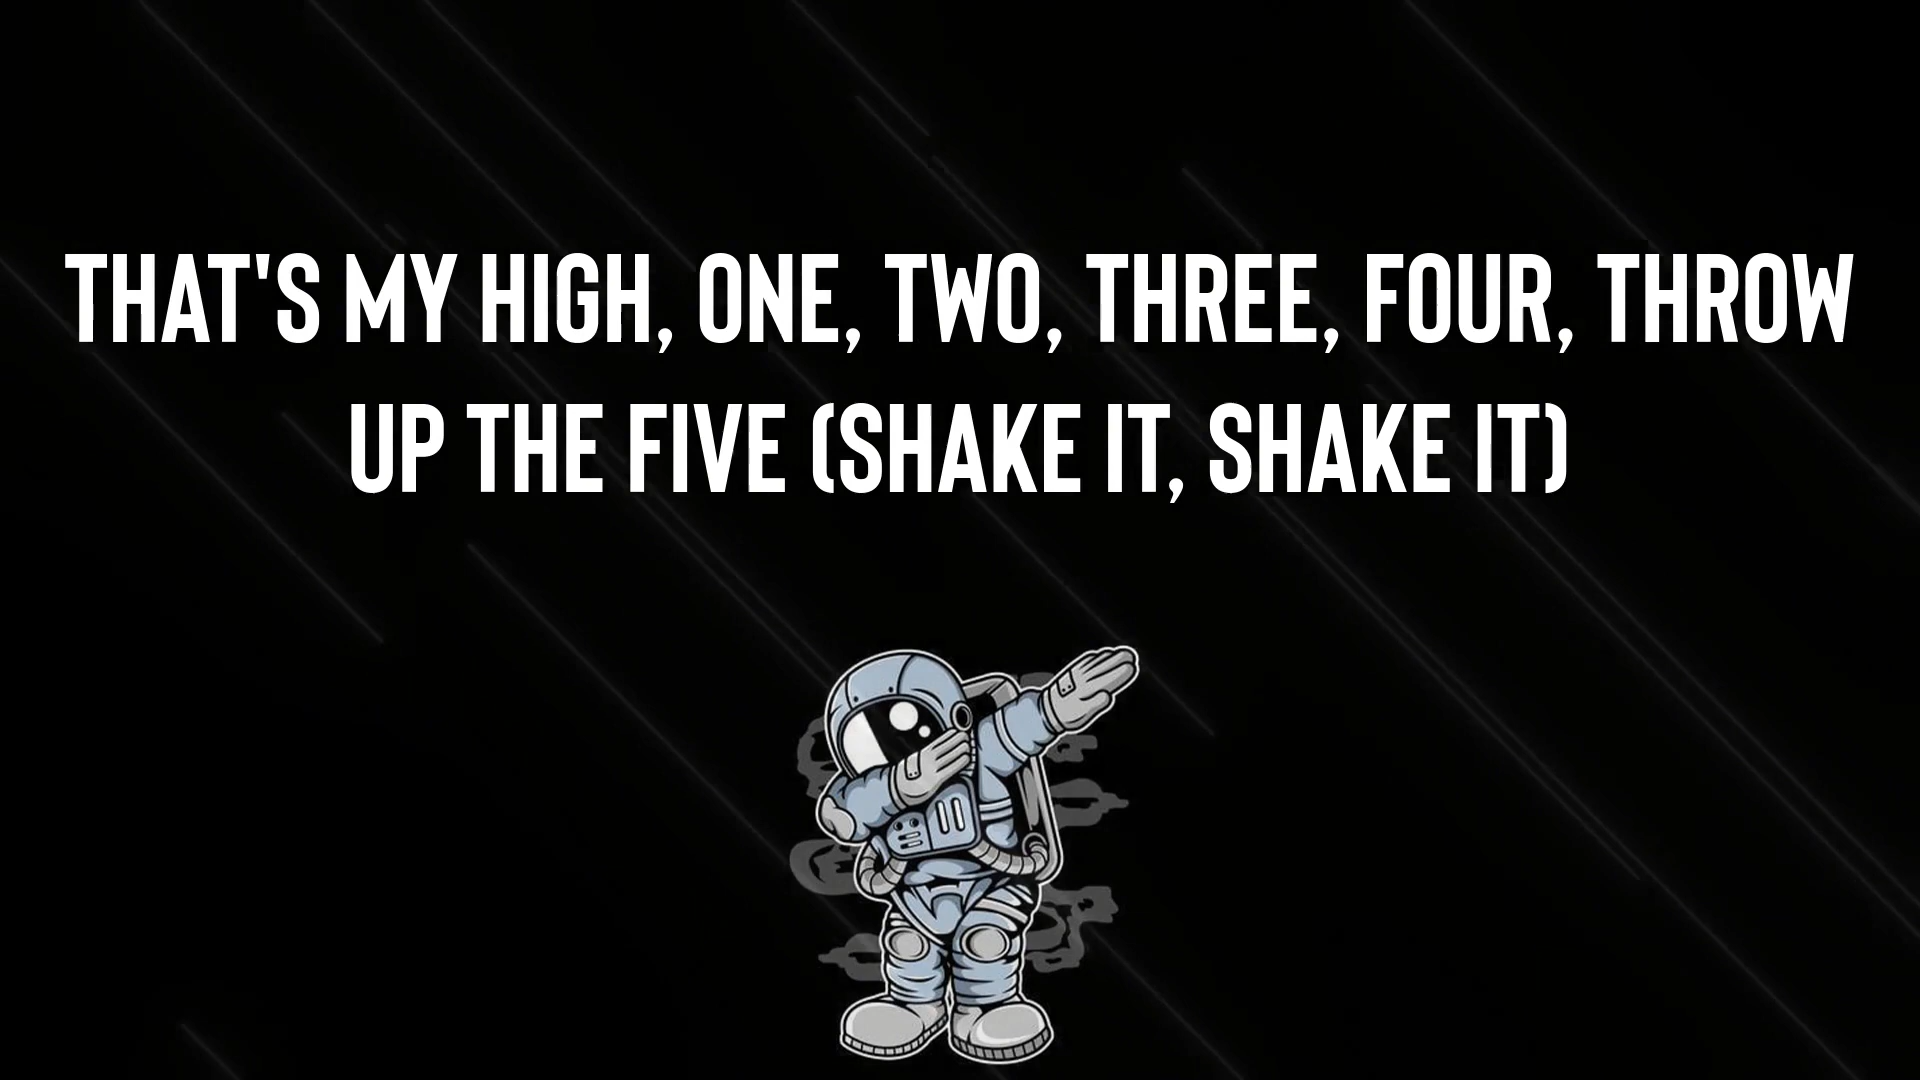 THAT'S MY HIGH, ONE, TWO, THREE, FOUR, THROW
UP THE FIVE (SHAKE IT, SHAKE IT)